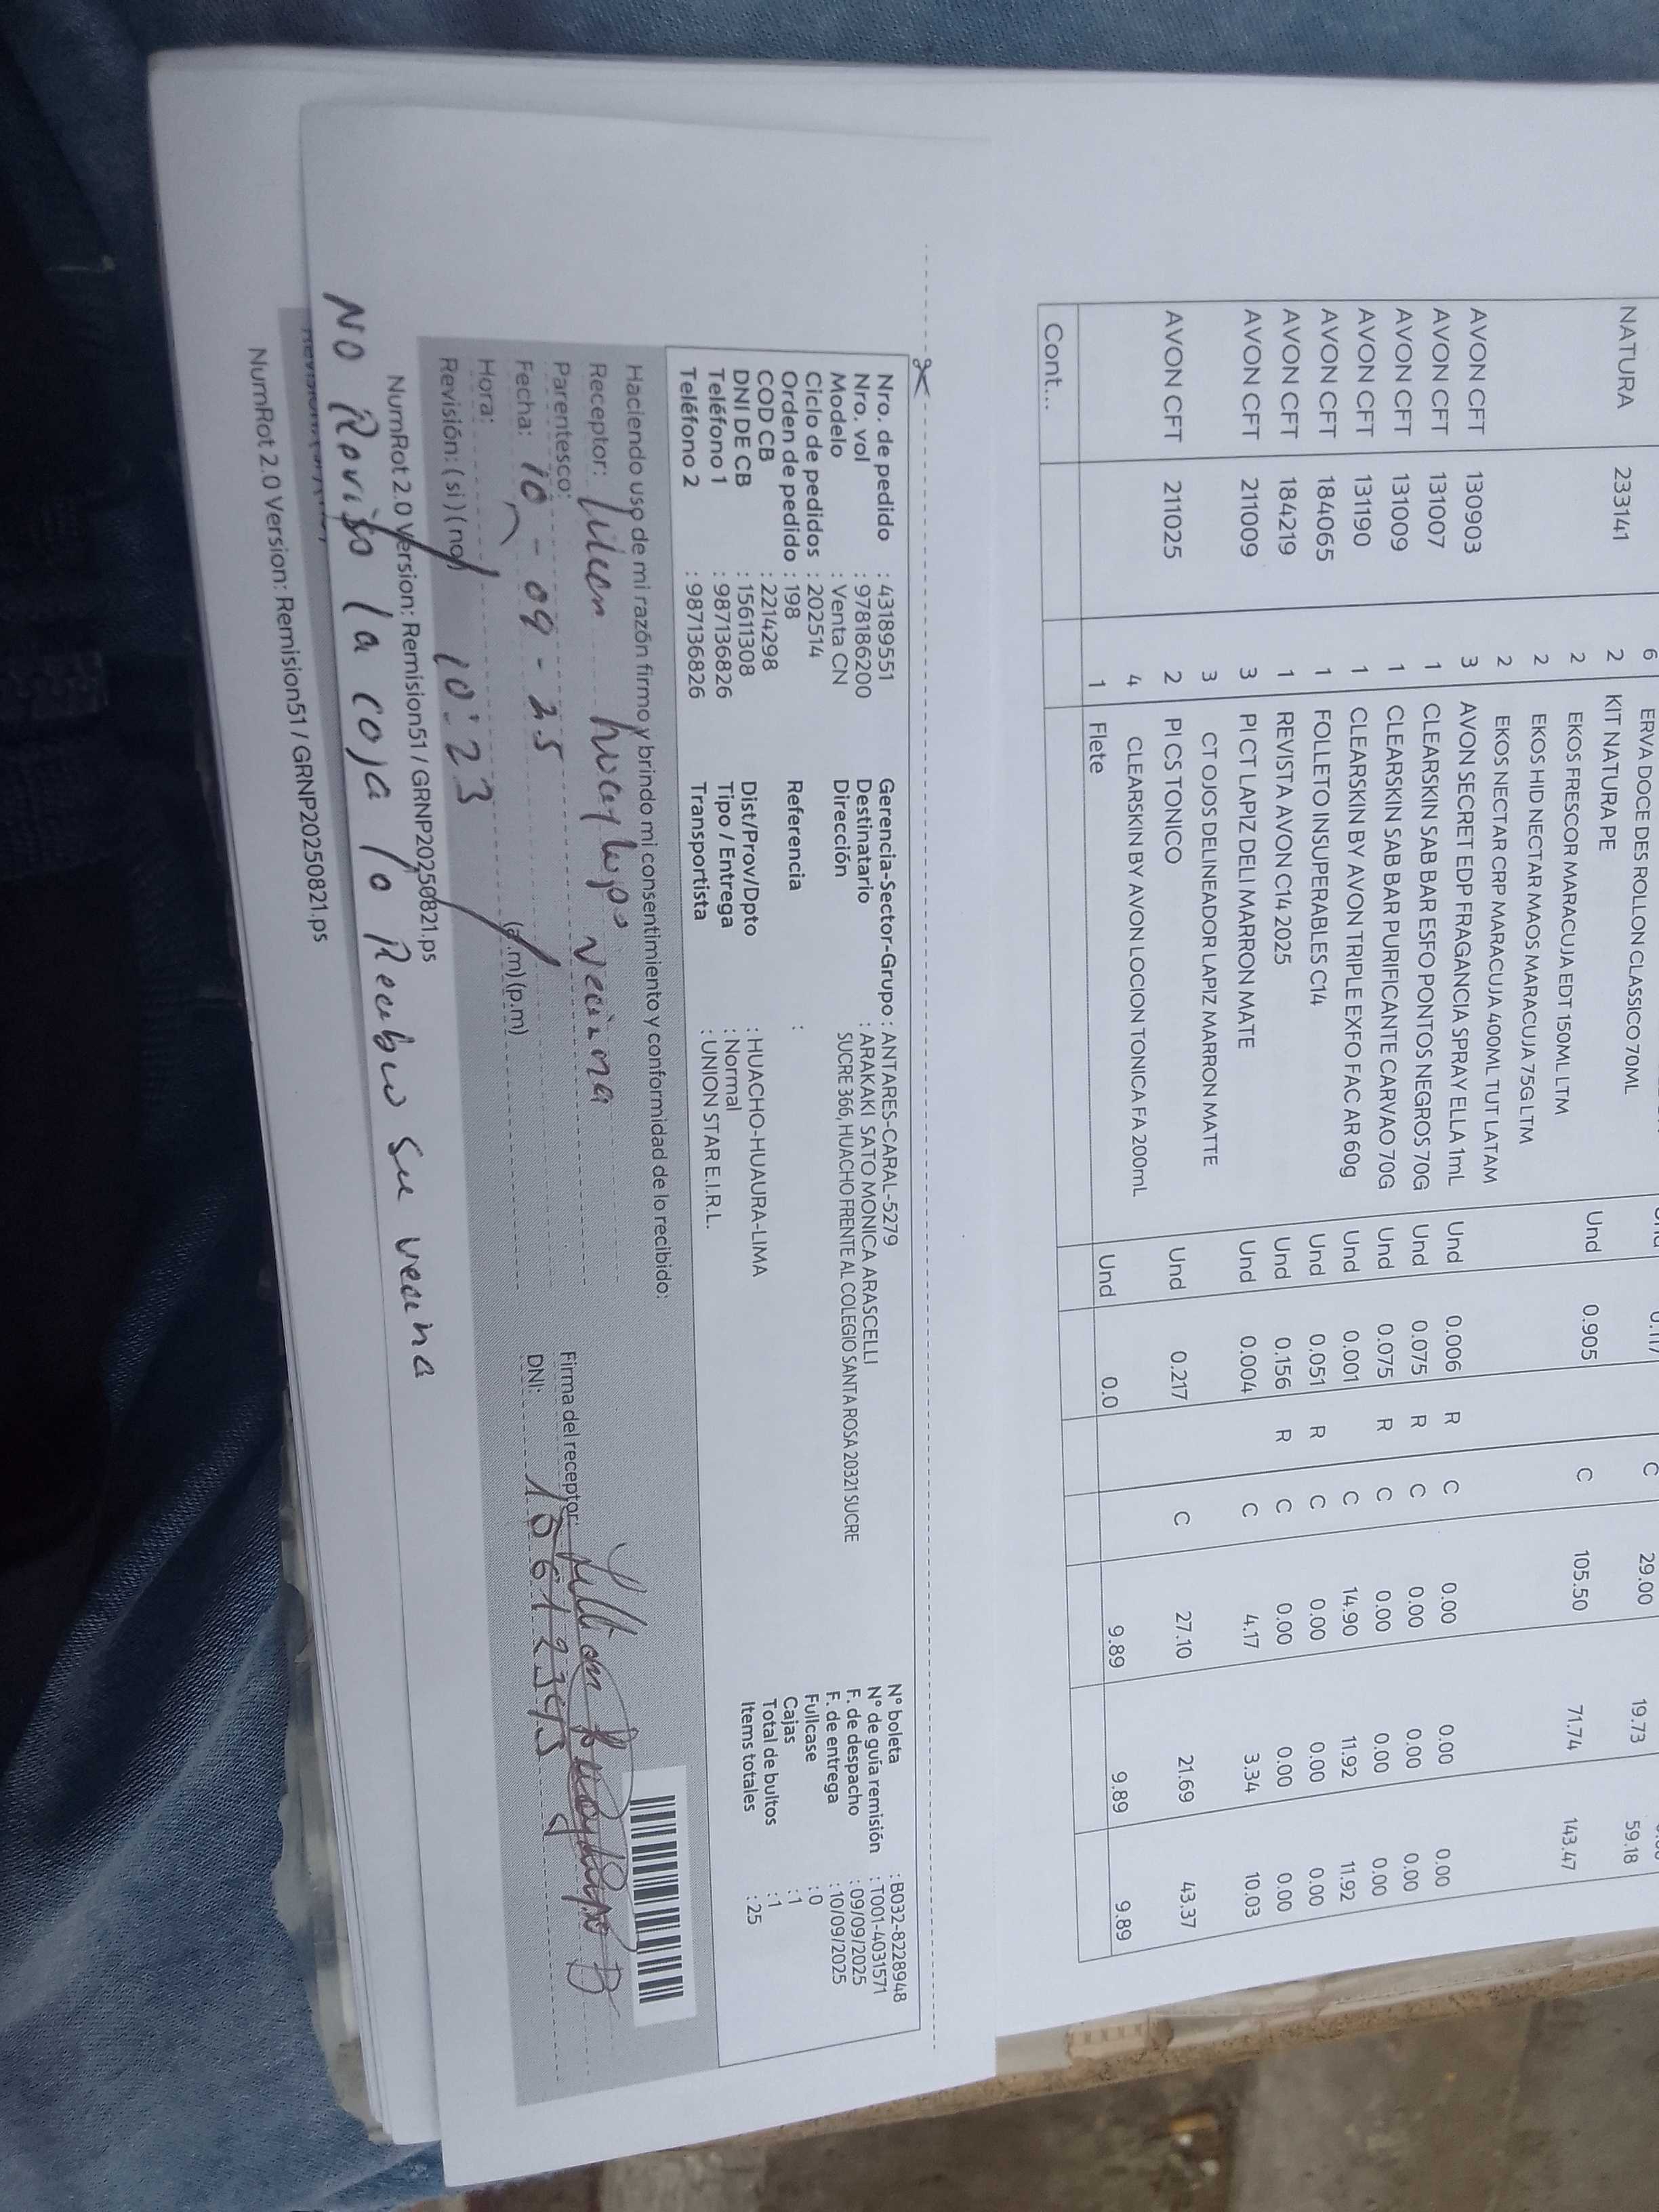 ERVA DOCE DES ROLLON CLASSICO 70ML C 29.00 19.73 59.18
NATURA 233141 2 KIT NATURA PE Und 0.905 C 105.50 71.74 143.47
2 EKOS FRESCOR MARACUJA EDT 150ML LTM
2 EKOS HID NECTAR MAOS MARACUJA 75G LTM
2 EKOS NECTAR CRP MARACUJA 400ML TUT LATAM
AVON CFT 130903 3 AVON SECRET EDP FRAGANCIA SPRAY ELLA 1mL Und 0.006 R C 0.00 0.00 0.00
AVON CFT 131007 1 CLEARSKIN SAB BAR ESFO PONTOS NEGROS 70G Und 0.075 R C 0.00 0.00 0.00
AVON CFT 131009 1 CLEARSKIN SAB BAR PURIFICANTE CARVAO 70G Und 0.075 R C 0.00 0.00 0.00
AVON CFT 131190 1 CLEARSKIN BY AVON TRIPLE EXFO FAC AR 60g Und 0.001 C 14.90 11.92 11.92
AVON CFT 184065 1 FOLLETO INSUPERABLES C14 Und 0.051 R C 0.00 0.00 0.00
AVON CFT 184219 1 REVISTA AVON C14 2025 Und 0.156 R C 0.00 0.00 0.00
AVON CFT 211009 3 PI CT LAPIZ DELI MARRON MATE Und 0.004 C 4.17 3.34 10.03
3 CT OJOS DELINEADOR LAPIZ MARRON MATTE
AVON CFT 211025 2 PI CS TONICO Und 0.217 C 27.10 21.69 43.37
4 CLEARSKIN BY AVON LOCION TONICA FA 200mL
1 Flete Und 0.0 9.89 9.89 9.89
Cont...
Nro. de pedido : 43189551 Gerencia-Sector-Grupo : ANTARES-CARAL-5279 N° boleta : B032-8228948
Nro. vol : 978186200 Destinatario : ARAKAKI SATO MONICA ARASCELLI N° de guía remisión : T001-4031571
Modelo : Venta CN Dirección SUCRE 366, HUACHO FRENTE AL COLEGIO SANTA ROSA 20321 SUCRE F. de despacho : 09/09/2025
Ciclo de pedidos : 202514 F. de entrega : 10/09/2025
Orden de pedido : 198 Referencia : Fullcase : 0
COD CB : 2214298 Cajas : 1
DNI DE CB : 15611308 Dist/Prov/Dpto : HUACHO-HUAURA-LIMA Total de bultos : 1
Teléfono 1 : 987136826 Tipo / Entrega : Normal Items totales : 25
Teléfono 2 : 987136826 Transportista : UNION STAR E.I.R.L.
Haciendo uso de mi razón firmo y brindo mi consentimiento y conformidad de lo recibido:
Receptor:
Parentesco: vecina Firma del receptor:
Fecha: 10 - 09 - 25 DNI:
Hora: 10:23 (a.m) (p.m)
Revisión: (si) (no)
NumRot 2.0 Version: Remision51 / GRNP20250821.ps
NO Reviso la caja lo Recibio su vecina
NumRot 2.0 Version: Remision51 / GRNP20250821.ps